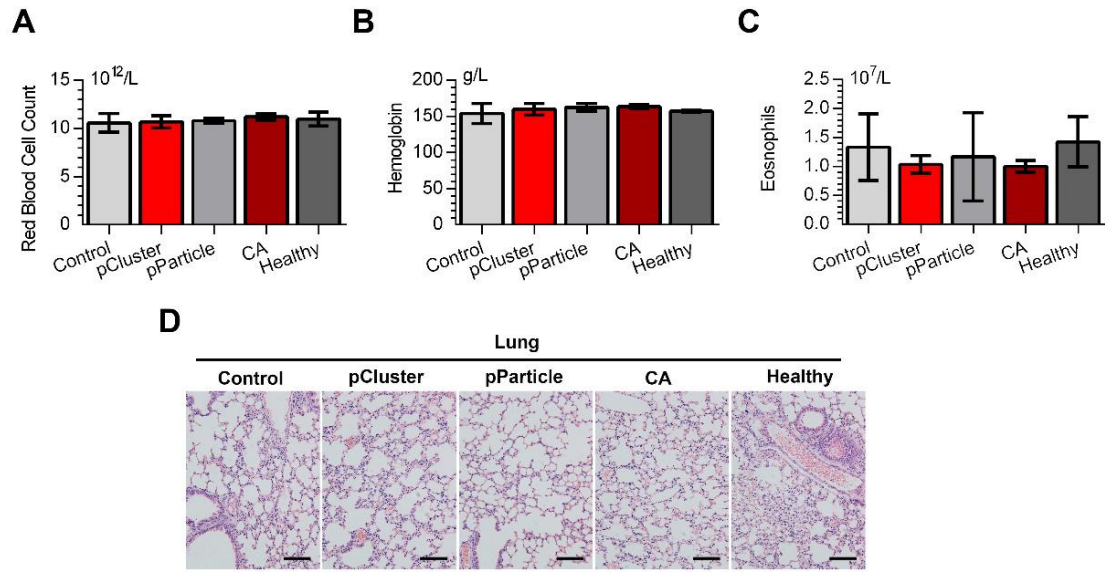 A
10¹²/L
Red Blood Cell Count
15
10
5
0
Control
pCluster
pParticle
CA
Healthy
B
g/L
Hemoglobin
200
150
100
50
0
Control
pCluster
pParticle
CA
Healthy
C
10⁷/L
Eosnophils
2.5
2.0
1.5
1.0
0.5
0.0
Control
pCluster
pParticle
CA
Healthy
D
Lung
Control pCluster pParticle CA Healthy